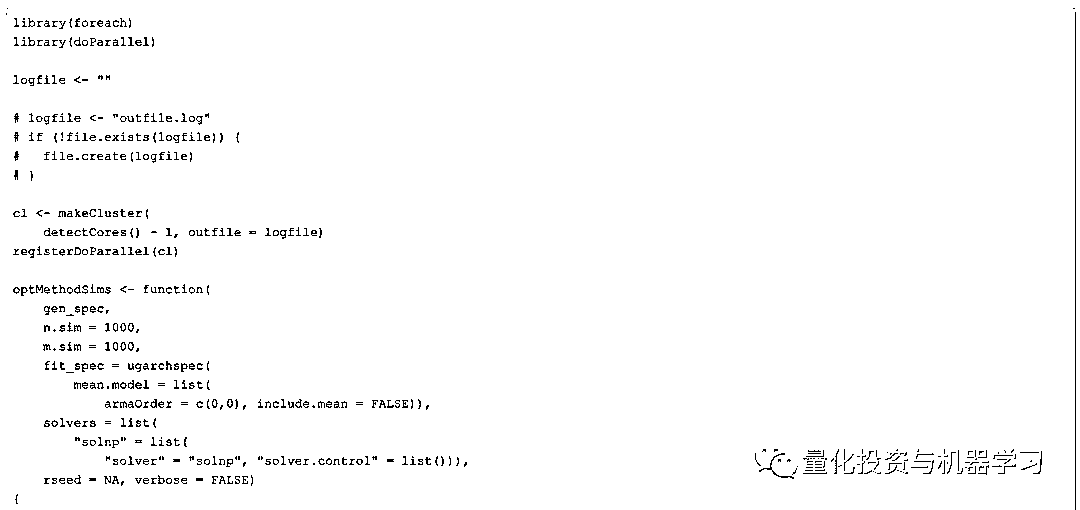 library(foreach)
library(doParallel)
logfile <- ""
# logfile <- "outfile.log"
# if (!file.exists(logfile)) {
#   file.create(logfile)
# }
cl <- makeCluster(
    detectCores() - 1, outfile = logfile)
registerDoParallel(cl)
optMethodSims <- function(
    gen_spec,
    n.sim = 1000,
    m.sim = 1000,
    fit_spec = ugarchspec(
        mean.model = list(
            armaOrder = c(0,0), include.mean = FALSE)),
    solvers = list(
        "solnp" = list(
            "solver" = "solnp", "solver.control" = list())),
    rseed = NA, verbose = FALSE)
{
量化投资与机器学习